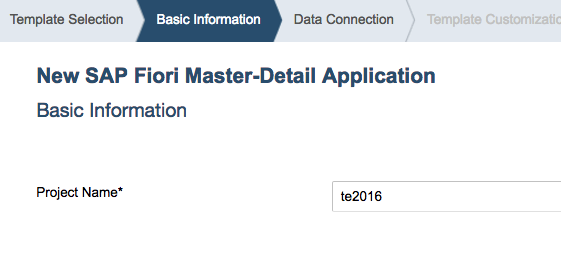 Template Selection
Basic Information
Data Connection
Template Customizatio
New SAP Fiori Master-Detail Application
Basic Information
Project Name*
te2016